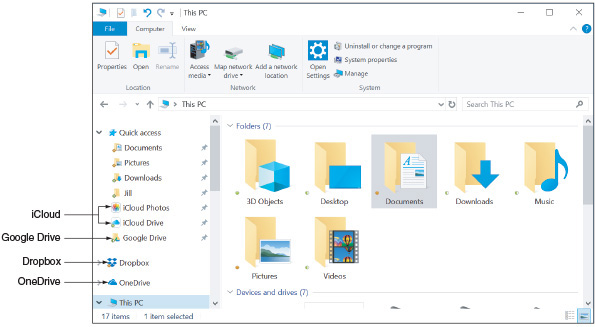 This PC
File Computer View
Properties Open Rename Access media Map network drive Add a network location Open Settings Uninstall or change a program
System properties
Manage
Location Network System
This PC Search This PC
Quick access
Documents
Pictures
Downloads
Jill
iCloud iCloud Photos
iCloud Drive
Google Drive Google Drive
Dropbox Dropbox
OneDrive OneDrive
This PC
Folders (7)
3D Objects Desktop Documents Downloads Music
Pictures Videos
Devices and drives (7)
17 items 1 item selected